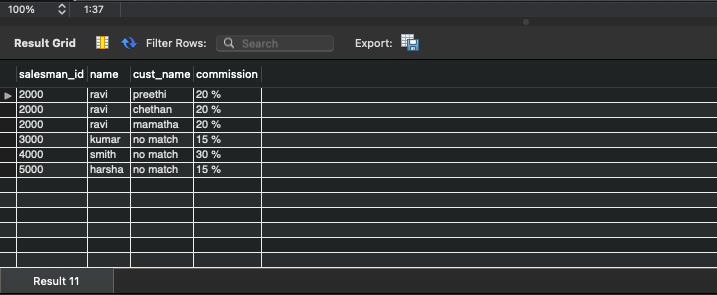 100% 1:37
Result Grid Filter Rows: Search Export:
salesman_id name cust_name commission
2000 ravi preethi 20 %
2000 ravi chethan 20 %
2000 ravi mamatha 20 %
3000 kumar no match 15 %
4000 smith no match 30 %
5000 harsha no match 15 %
Result 11